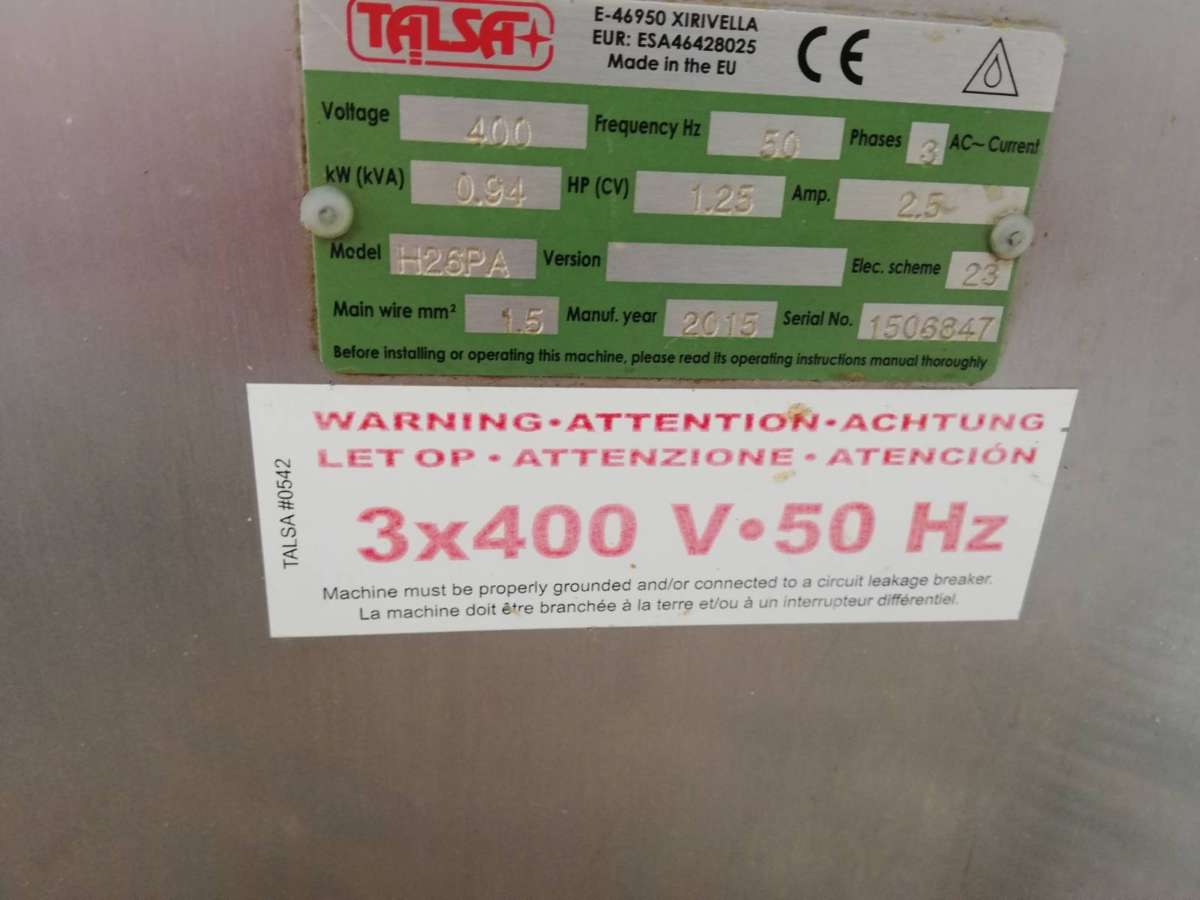 TALSA
E-46950 XIRIVELLA
EUR: ESA46428025
Made in the EU
CE
Voltage 400 Frequency Hz 50 Phases 3 AC~ Current
kW (kVA) 0.94 HP (CV) 1.25 Amp. 2.5
Model H26PA Version Elec. scheme 23
Main wire mm² 1.5 Manuf. year 2015 Serial No. 1506847
Before installing or operating this machine, please read its operating instructions manual thoroughly
WARNING•ATTENTION•ACHTUNG
LET OP • ATTENZIONE • ATENCIÓN
TALSA #0542
3x400 V•50 Hz
Machine must be properly grounded and/or connected to a circuit leakage breaker.
La machine doit être branchée à la terre et/ou à un interrupteur différentiel.